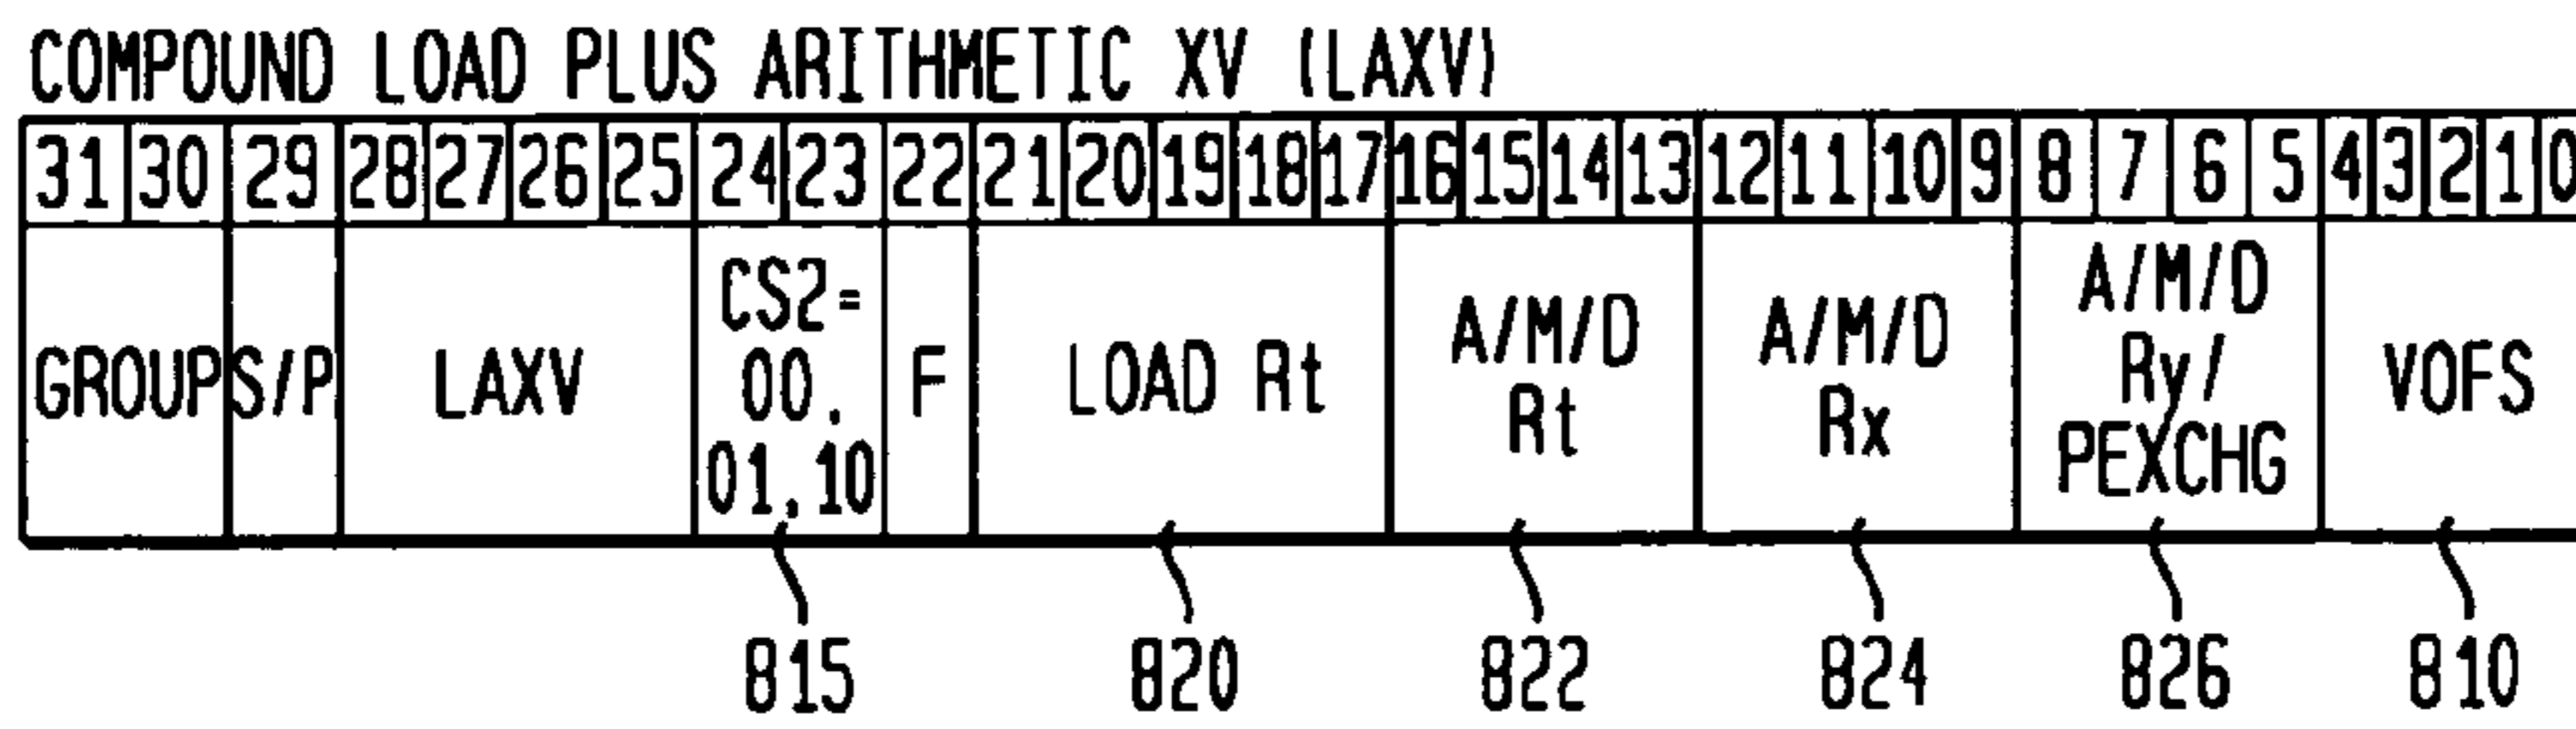 COMPOUND LOAD PLUS ARITHMETIC XV (LAXV)
31 30 29 28 27 26 25 24 23 22 21 20 19 18 17 16 15 14 13 12 11 10 9 8 7 6 5 4 3 2 1 0
GROUP S/P LAXV CS2= 00. 01,10 F LOAD Rt A/M/D Rt A/M/D Rx A/M/D Ry/ PEXCHG VOFS
815 820 822 824 826 810